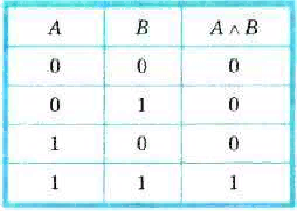 A B A ∧ B
0 0 0
0 1 0
1 0 0
1 1 1